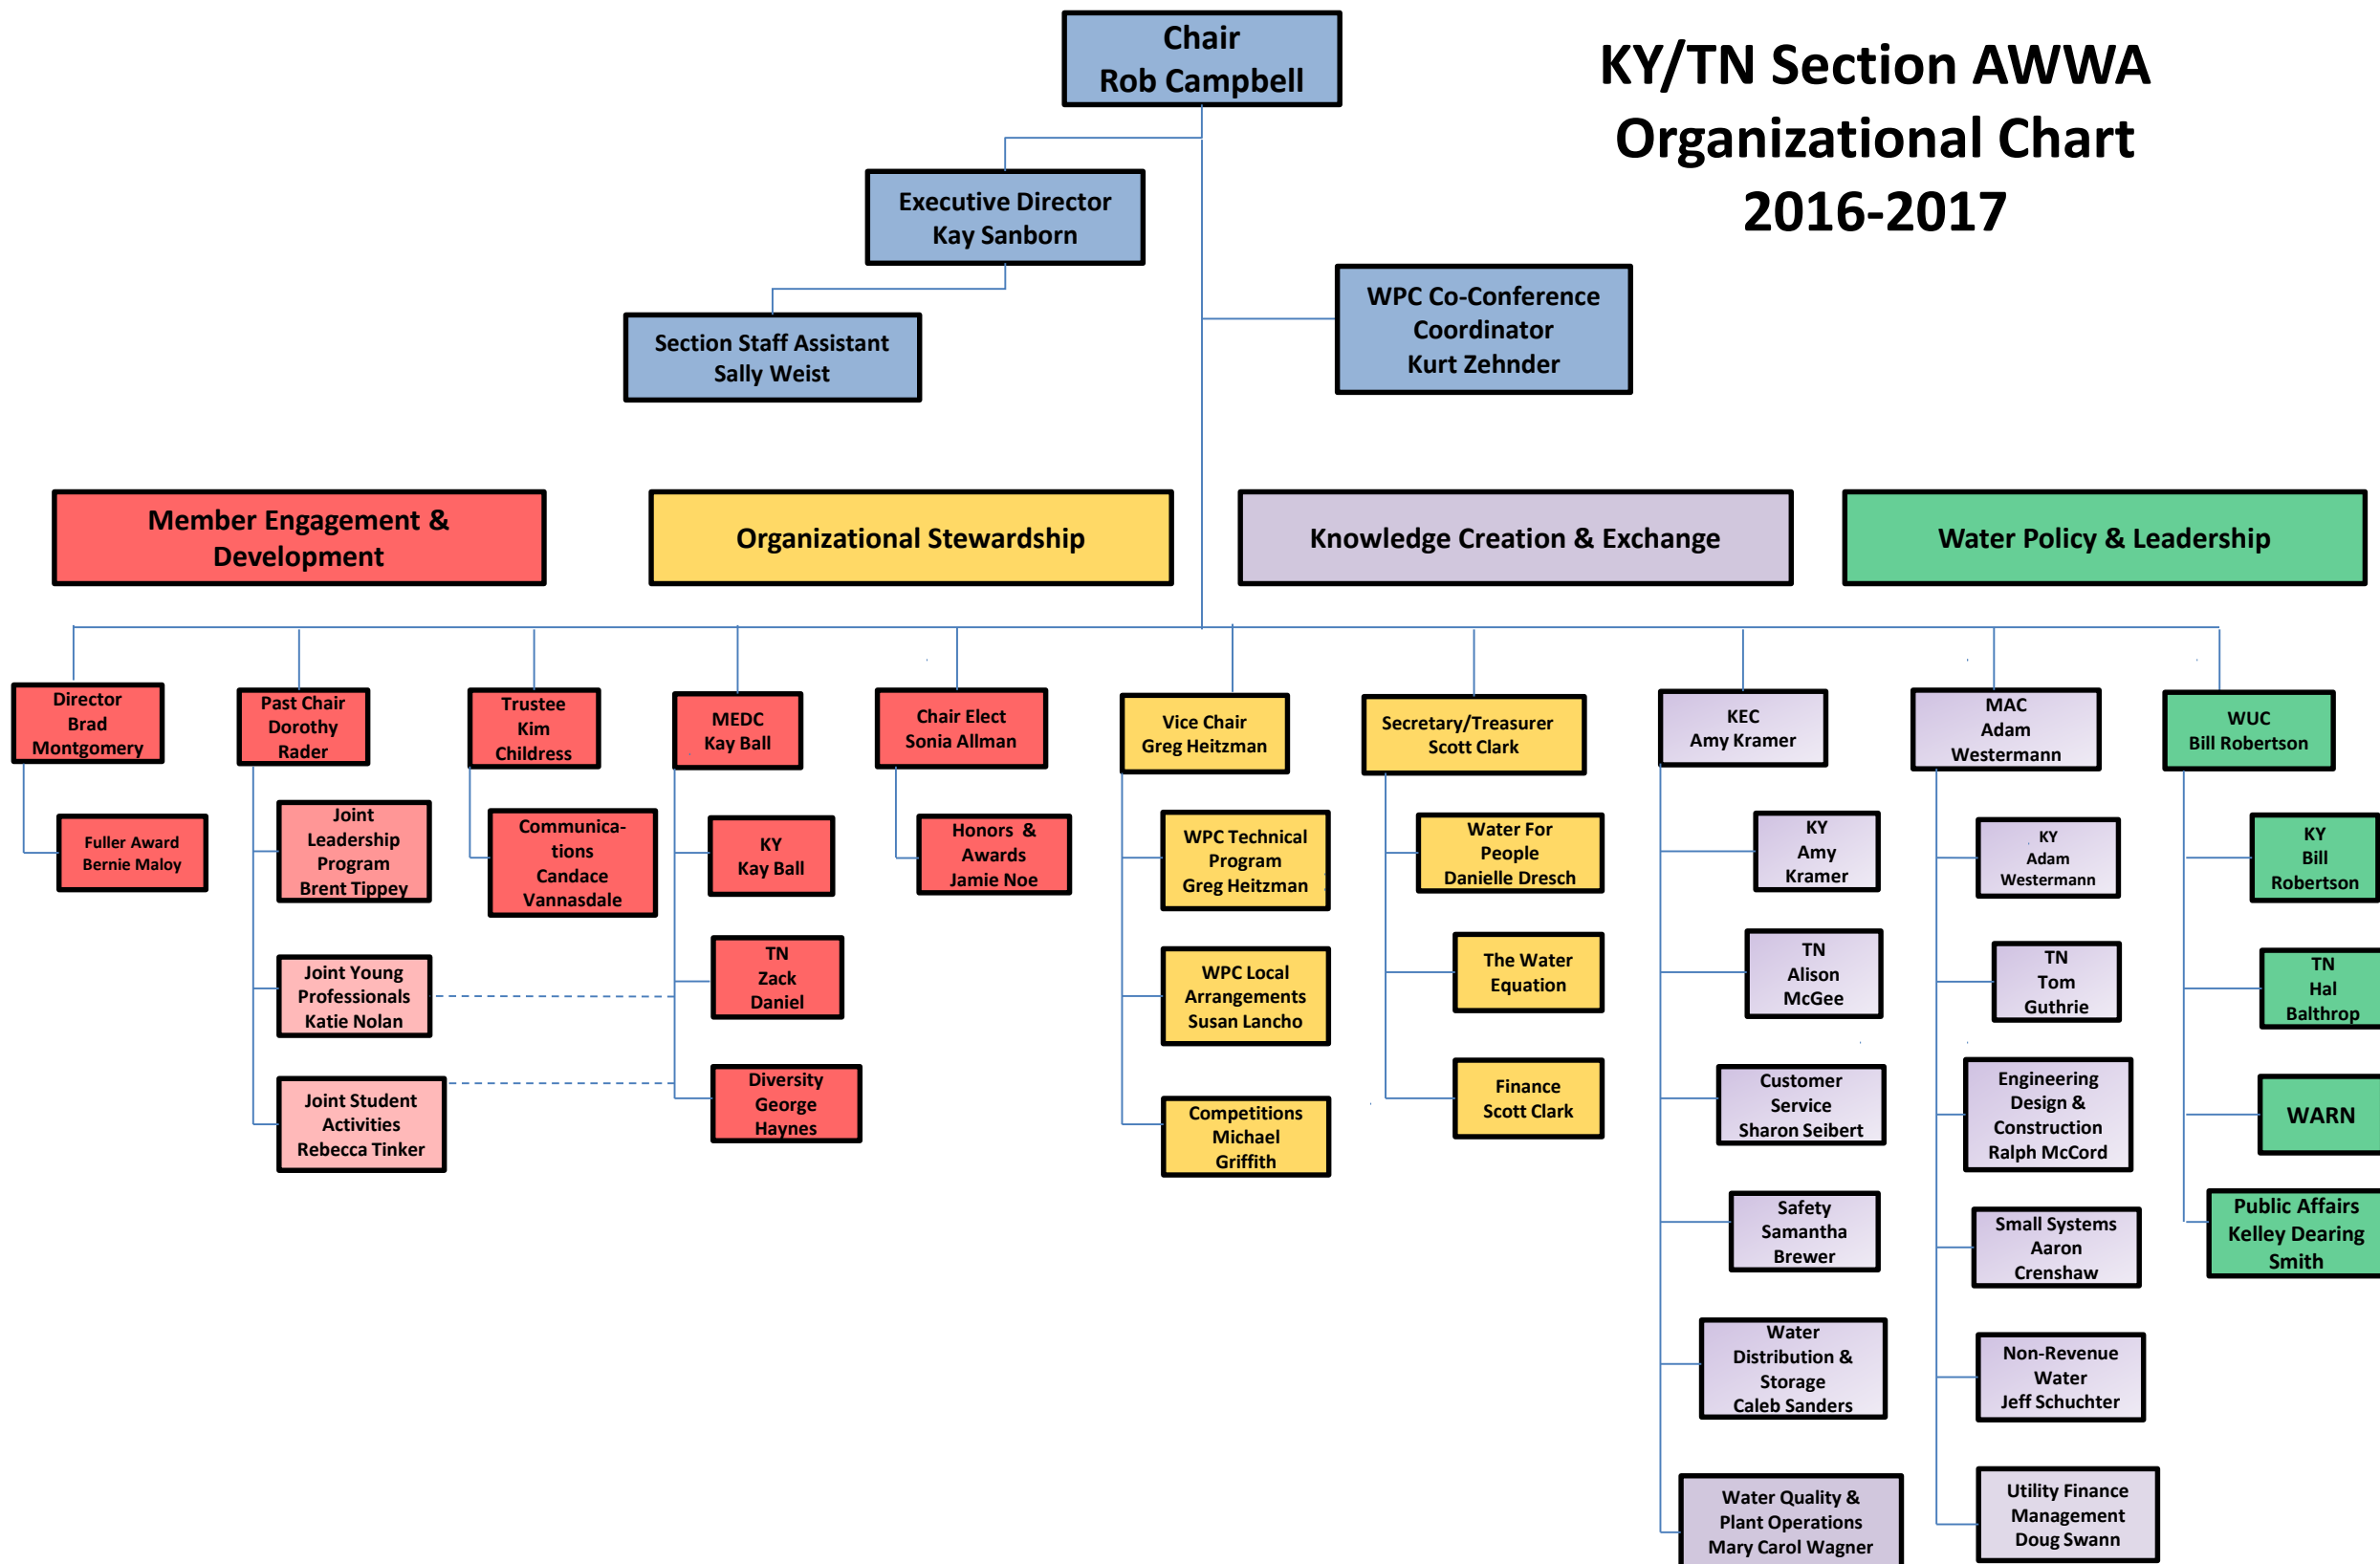 Chair
Rob Campbell
KY/TN Section AWWA
Organizational Chart
2016-2017
Executive Director
Kay Sanborn
WPC Co-Conference
Coordinator
Kurt Zehnder
Section Staff Assistant
Sally Weist
Member Engagement &
Development
Organizational Stewardship
Knowledge Creation & Exchange
Water Policy & Leadership
Director
Brad
Montgomery
Past Chair
Dorothy
Rader
Trustee
Kim
Childress
MEDC
Kay Ball
Chair Elect
Sonia Allman
Vice Chair
Greg Heitzman
Secretary/Treasurer
Scott Clark
KEC
Amy Kramer
MAC
Adam
Westermann
WUC
Bill Robertson
Fuller Award
Bernie Maloy
Joint
Leadership
Program
Brent Tippey
Communica-
tions
Candace
Vannasdale
KY
Kay Ball
Honors & 
Awards
Jamie Noe
WPC Technical
Program
Greg Heitzman
Water For
People
Danielle Dresch
KY
Amy
Kramer
KY
Adam
Westermann
KY
Bill
Robertson
Joint Young
Professionals
Katie Nolan
TN
Zack
Daniel
WPC Local
Arrangements
Susan Lancho
The Water
Equation
TN
Alison
McGee
TN
Tom
Guthrie
TN
Hal
Balthrop
Joint Student
Activities
Rebecca Tinker
Diversity
George
Haynes
Competitions
Michael
Griffith
Finance
Scott Clark
Customer
Service
Sharon Seibert
Engineering
Design &
Construction
Ralph McCord
WARN
Safety
Samantha
Brewer
Small Systems
Aaron
Crenshaw
Public Affairs
Kelley Dearing
Smith
Water
Distribution &
Storage
Caleb Sanders
Non-Revenue
Water
Jeff Schuchter
Water Quality &
Plant Operations
Mary Carol Wagner
Utility Finance
Management
Doug Swann